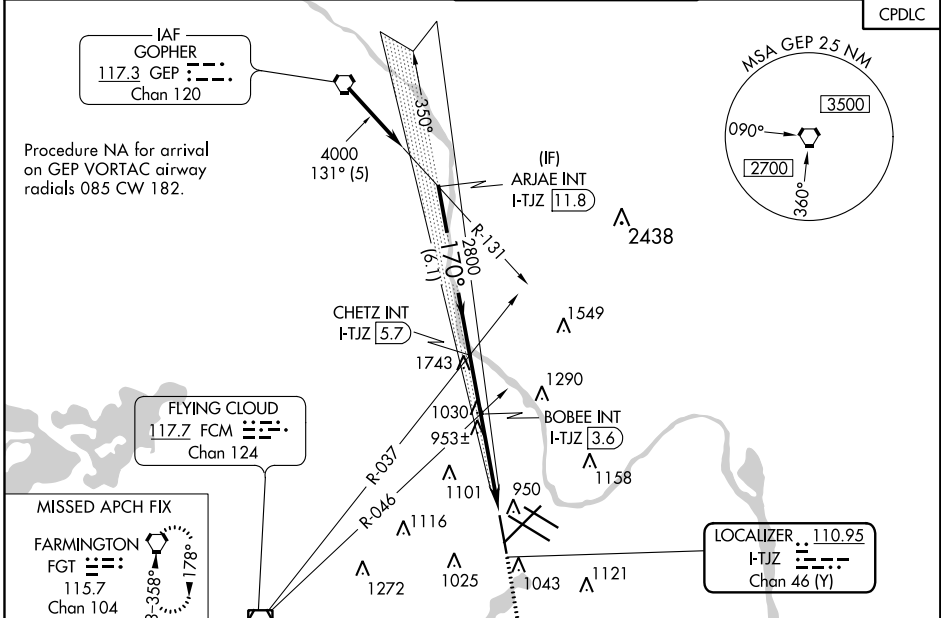 CPDLC
IAF
GOPHER
117.3 GEP
Chan 120
Procedure NA for arrival
on GEP VORTAC airway
radials 085 CW 182.
4000
131° (5)
350°
(IF)
ARJAE INT
I-TJZ 11.8
R-131
2800
170°
(6.1)
MSA GEP 25 NM
3500
090°
2700
360°
2438
CHETZ INT
I-TJZ 5.7
1743
1549
1290
1030
953±
BOBEE INT
I-TJZ 3.6
1158
FLYING CLOUD
117.7 FCM
Chan 124
R-037
R-046
1101
950
1116
1272
1025
1043
1121
MISSED APCH FIX
FARMINGTON
FGT
115.7
Chan 104
358°
178°
LOCALIZER 110.95
I-TJZ
Chan 46 (Y)